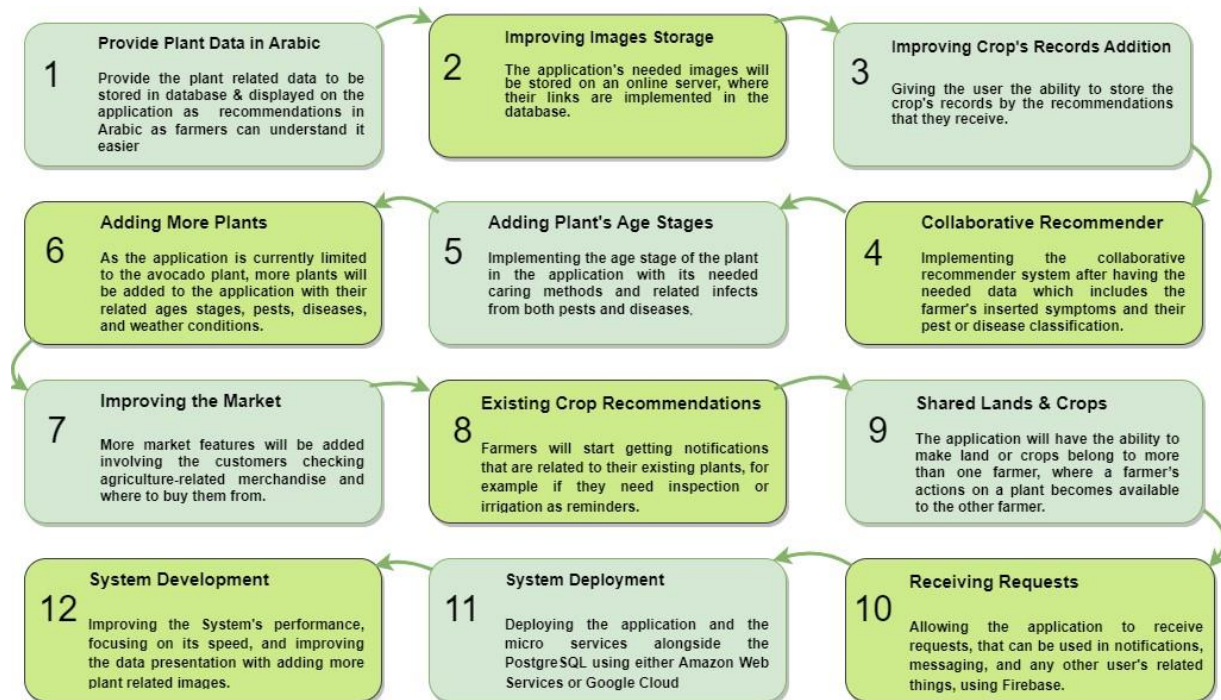 1
Provide Plant Data in Arabic
Provide the plant related data to be
stored in database & displayed on the
application as recommendations in
Arabic as farmers can understand it
easier
2
Improving Images Storage
The application's needed images will
be stored on an online server, where
their links are implemented in the
database.
3
Improving Crop's Records Addition
Giving the user the ability to store the
crop's records by the recommendations
that they receive.
4
Collaborative Recommender
Implementing the collaborative
recommender system after having the
needed data which includes the
farmer's inserted symptoms and their
pest or disease classification.
5
Adding Plant's Age Stages
Implementing the age stage of the plant
in the application with its needed
caring methods and related infects
from both pests and diseases.
6
Adding More Plants
As the application is currently limited
to the avocado plant, more plants will
be added to the application with their
related ages stages, pests, diseases,
and weather conditions.
7
Improving the Market
More market features will be added
involving the customers checking
agriculture-related merchandise and
where to buy them from.
8
Existing Crop Recommendations
Farmers will start getting notifications
that are related to their existing plants, for
example if they need inspection or
irrigation as reminders.
9
Shared Lands & Crops
The application will have the ability to
make land or crops belong to more
than one farmer, where a farmer's
actions on a plant becomes available
to the other farmer.
10
Receiving Requests
Allowing the application to receive
requests, that can be used in notifications,
messaging, and any other user's related
things, using Firebase.
11
System Deployment
Deploying the application and the
micro services alongside the
PostgreSQL using either Amazon Web
Services or Google Cloud
12
System Development
Improving the System's performance,
focusing on its speed, and improving
the data presentation with adding more
plant related images.